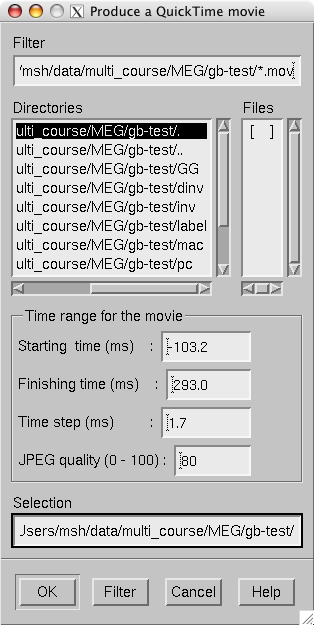 Produce a QuickTime movie
Filter
'msh/data/multi_course/MEG/gb-test/*.mov
Directories
Files
ulti_course/MEG/gb-test/.
[ ]
ulti_course/MEG/gb-test/..
ulti_course/MEG/gb-test/GG
ulti_course/MEG/gb-test/dinv
ulti_course/MEG/gb-test/inv
ulti_course/MEG/gb-test/label
ulti_course/MEG/gb-test/mac
ulti_course/MEG/gb-test/pc
Time range for the movie
Starting time (ms) : -103.2
Finishing time (ms) : 293.0
Time step (ms) : 1.7
JPEG quality (0 - 100) : 80
Selection
Jsers/msh/data/multi_course/MEG/gb-test/
OK Filter Cancel Help